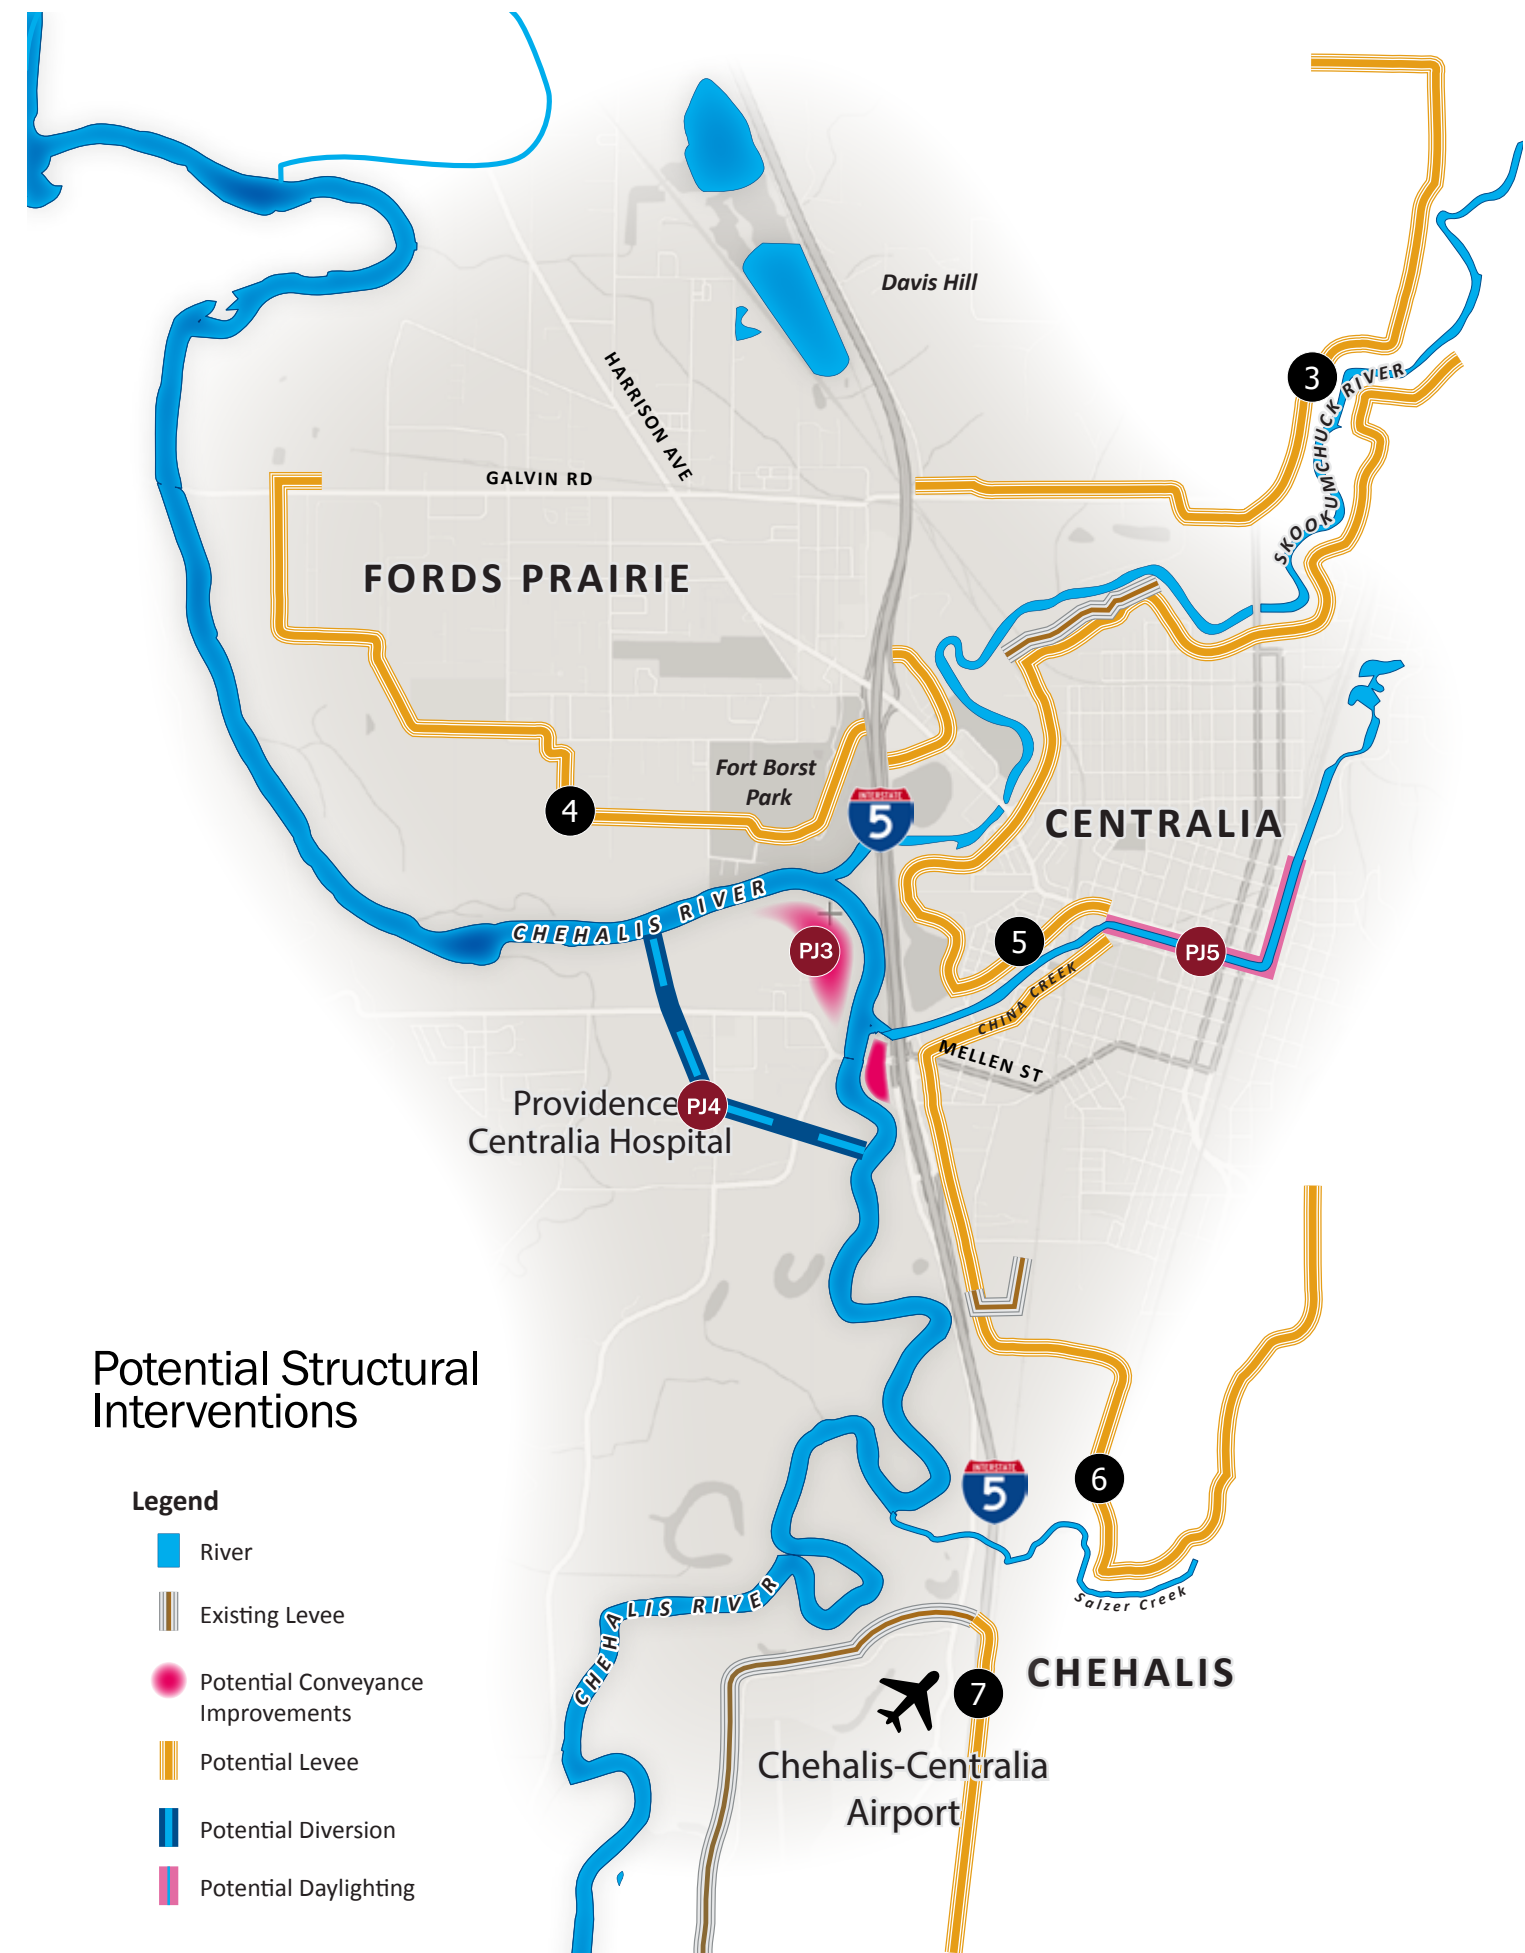 Davis Hill
HARRISON AVE
3
SKOOKUMCHUCK RIVER
GALVIN RD
FORDS PRAIRIE
Fort Borst
Park
4
INTERSTATE
5
CENTRALIA
CHEHALIS RIVER
PJ3
5
PJ5
CHINA CREEK
MELLEN ST
Providence
Centralia Hospital
PJ4
Potential Structural
Interventions
INTERSTATE
5
6
Legend
River
Existing Levee
Potential Conveyance
Improvements
Potential Levee
Potential Diversion
Potential Daylighting
CHEHALIS RIVER
Salzer Creek
CHEHALIS
7
Chehalis-Centralia
Airport